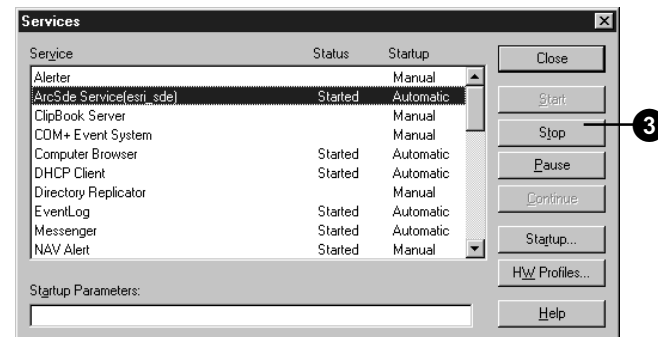 Services
Service Status Startup
Alerter Manual
ArcSde Service(esri_sde) Started Automatic
ClipBook Server Manual
COM+ Event System Manual
Computer Browser Started Automatic
DHCP Client Started Automatic
Directory Replicator Manual
EventLog Started Automatic
Messenger Started Automatic
NAV Alert Started Manual
Startup Parameters:
Close
Start
Stop
3
Pause
Continue
Startup...
HW Profiles...
Help